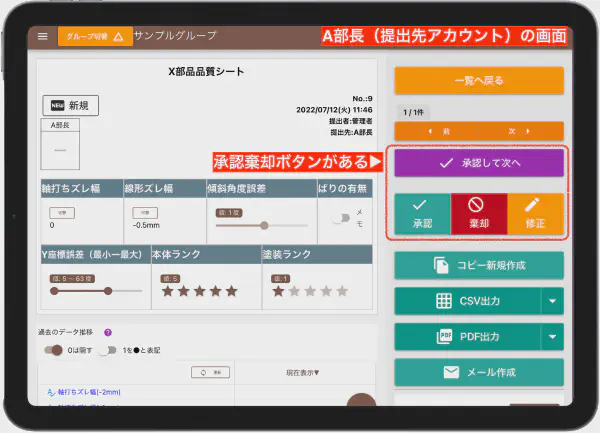 グループ切替
サンプルグループ
A部長（提出先アカウント）の画面
X部品品質シート
一覧へ戻る
NEW 新規
No.:9
2022/07/12(火) 11:46
提出者:管理者
提出先:A部長
A部長
1 / 1件
前
次
承認棄却ボタンがある▶
承認して次へ
承認
棄却
修正
軸打ちズレ幅
線形ズレ幅
傾斜角度誤差
ばりの有無
切替
0
切替
-0.5mm
値: 1 度
メモ
Y座標誤差（最小ー最大）
本体ランク
塗装ランク
値: 5 ~ 63 度
値: 5
値: 1
コピー新規作成
CSV出力
PDF出力
メール作成
過去のデータ推移
?
0は隠す
1を●と表記
更新
現在表示▼
軸打ちズレ幅(-2mm)